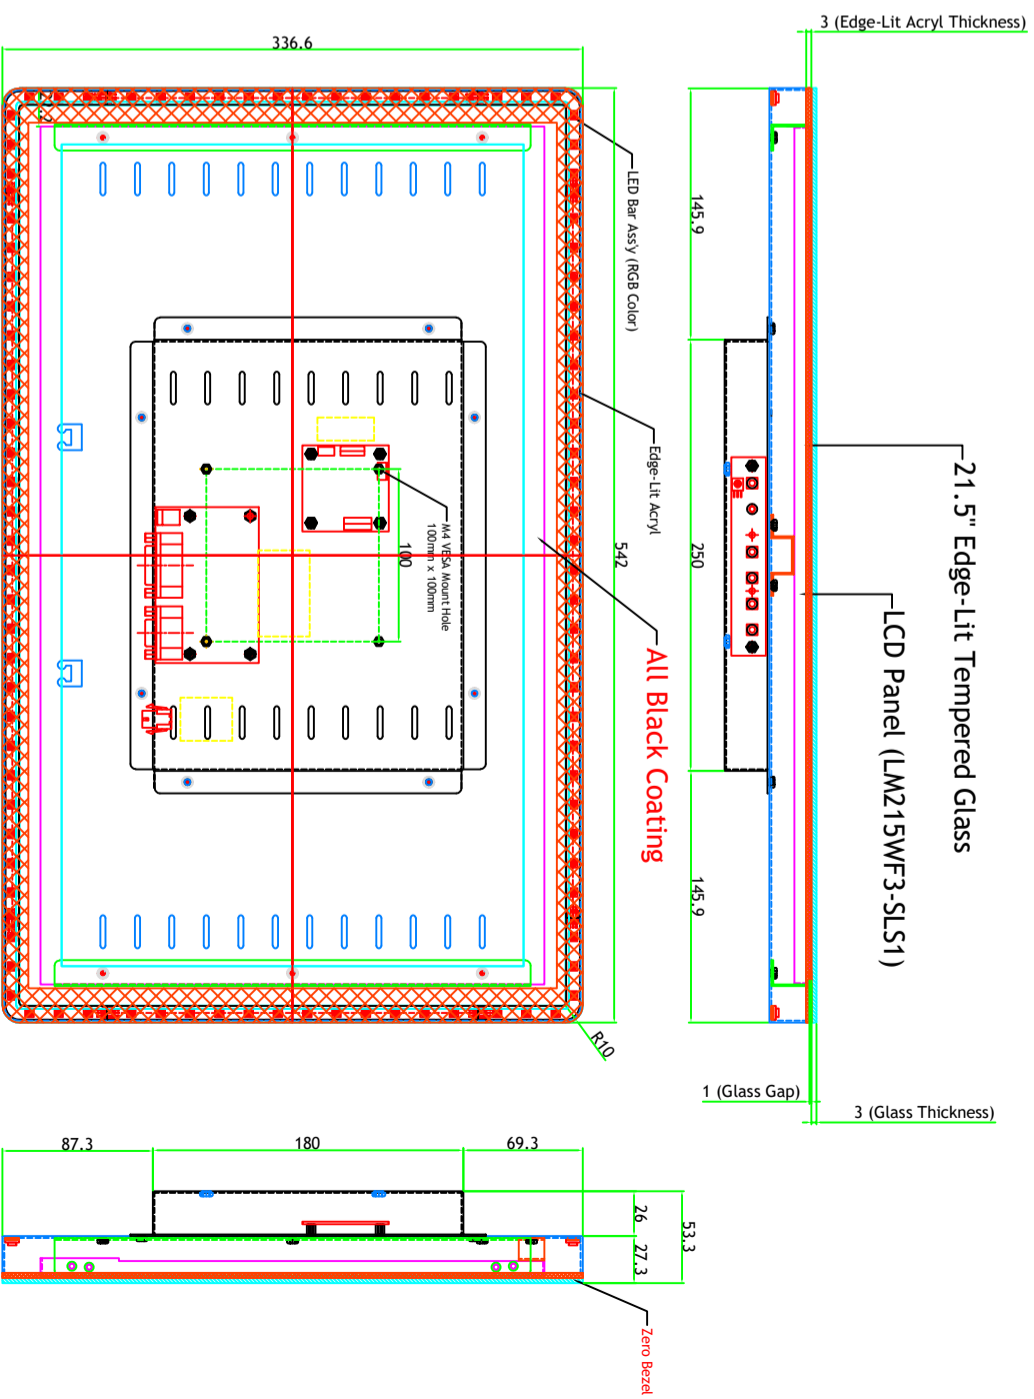 3 (Edge-Lit Acryl Thickness)
336.6
LED Bar Ass'y (RGB Color)
145.9
Edge-Lit Acryl
21.5" Edge-Lit Tempered Glass
M4 VESA Mount Hole
100mm x 100mm
100
542
250
LCD Panel (LM215WF3-SLS1)
All Black Coating
145.9
R10
1 (Glass Gap)
3 (Glass Thickness)
87.3
180
69.3
26
53.3
27.3
Zero Bezel